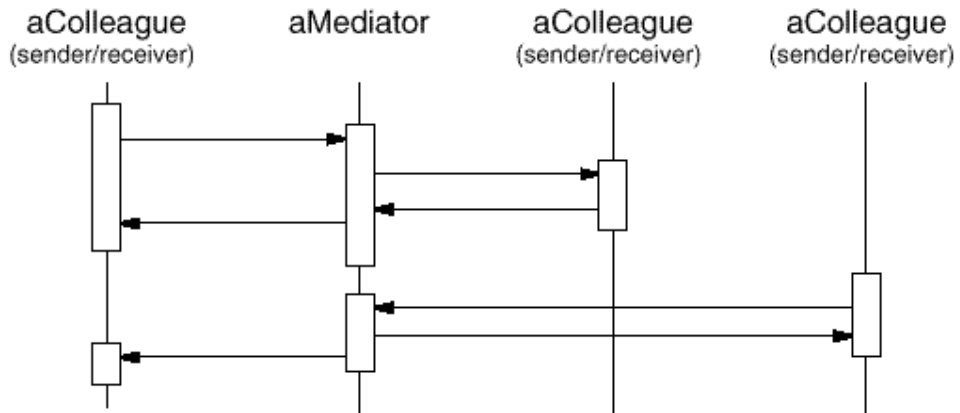 aColleague
(sender/receiver)
aMediator
aColleague
(sender/receiver)
aColleague
(sender/receiver)